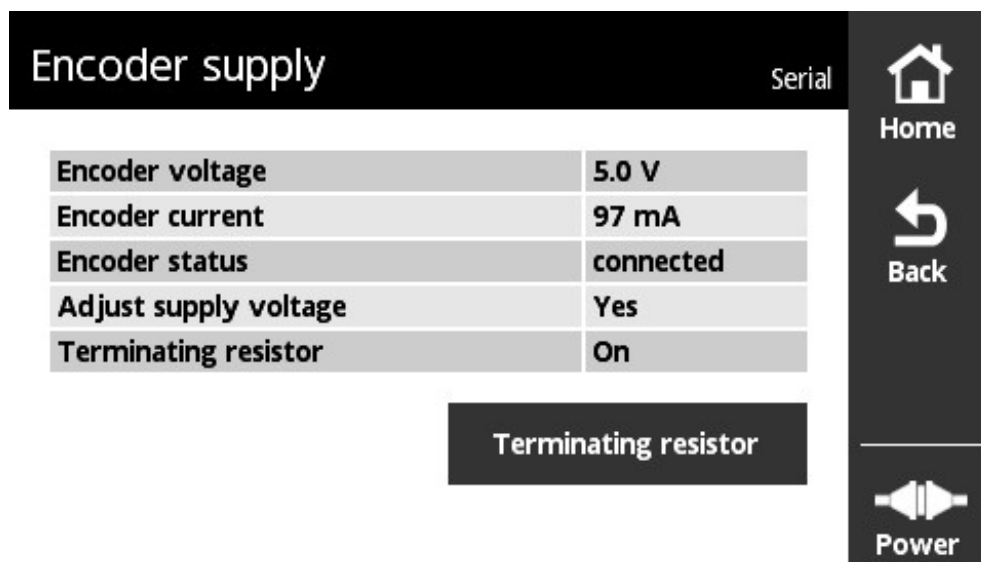 Encoder supply
Serial
Home
Encoder voltage 5.0 V
Encoder current 97 mA
Encoder status connected
Back
Adjust supply voltage Yes
Terminating resistor On
Terminating resistor
Power